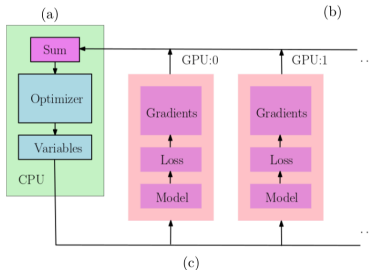 (a)
(b)
Sum
GPU:0
GPU:1
. .
Optimizer
Gradients
Gradients
Variables
Loss
Loss
CPU
Model
Model
. .
(c)